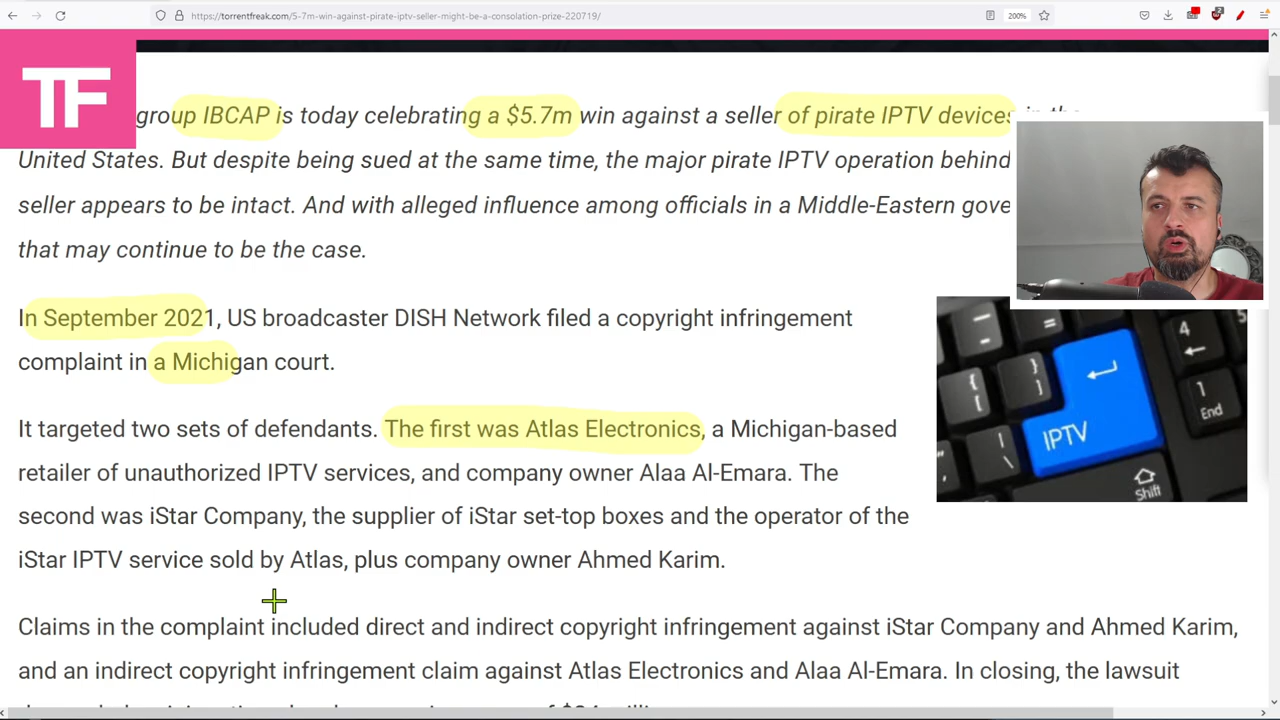 https://torrentfreak.com/5-7m-win-against-pirate-iptv-seller-might-be-a-consolation-prize-220719/
200%
2
TF
group IBCAP is today celebrating a $5.7m win against a seller of pirate IPTV devices in the
United States. But despite being sued at the same time, the major pirate IPTV operation behind
seller appears to be intact. And with alleged influence among officials in a Middle-Eastern gove
that may continue to be the case.
In September 2021, US broadcaster DISH Network filed a copyright infringement
complaint in a Michigan court.
It targeted two sets of defendants. The first was Atlas Electronics, a Michigan-based
retailer of unauthorized IPTV services, and company owner Alaa Al-Emara. The
second was iStar Company, the supplier of iStar set-top boxes and the operator of the
iStar IPTV service sold by Atlas, plus company owner Ahmed Karim.
IPTV
4
1
End
Shift
Claims in the complaint included direct and indirect copyright infringement against iStar Company and Ahmed Karim,
and an indirect copyright infringement claim against Atlas Electronics and Alaa Al-Emara. In closing, the lawsuit